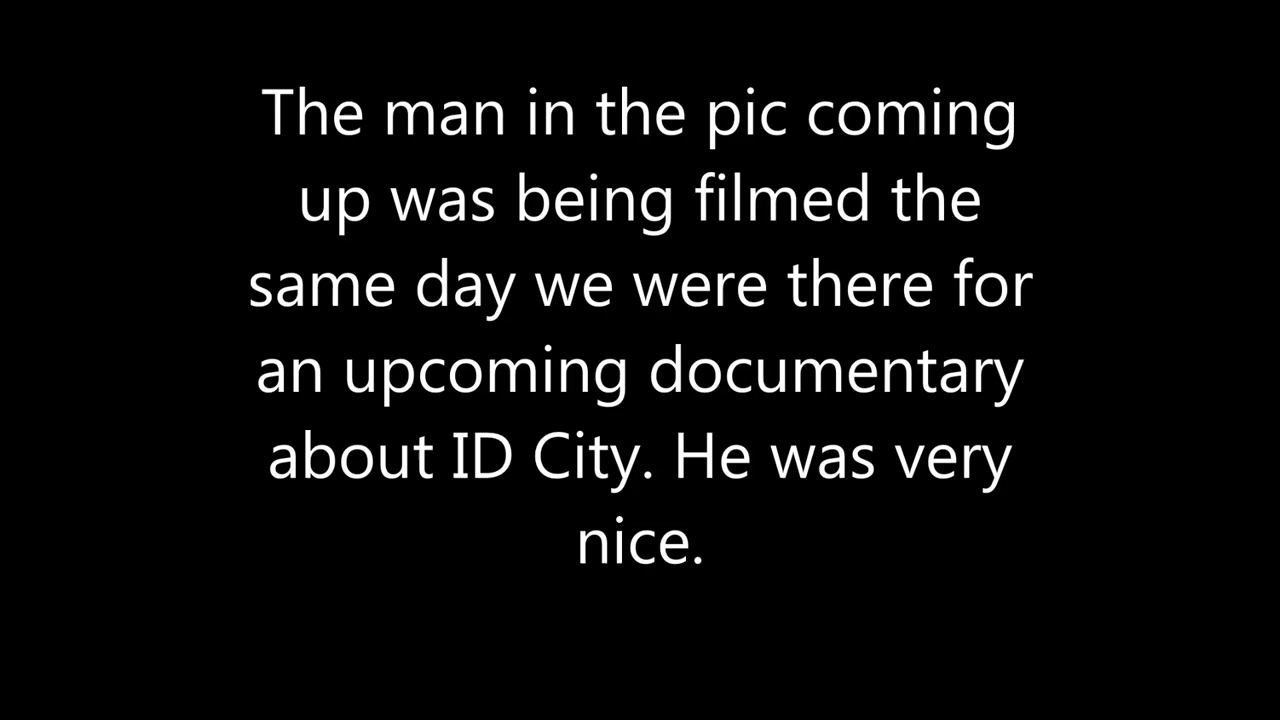 The man in the pic coming
up was being filmed the
same day we were there for
an upcoming documentary
about ID City. He was very
nice.